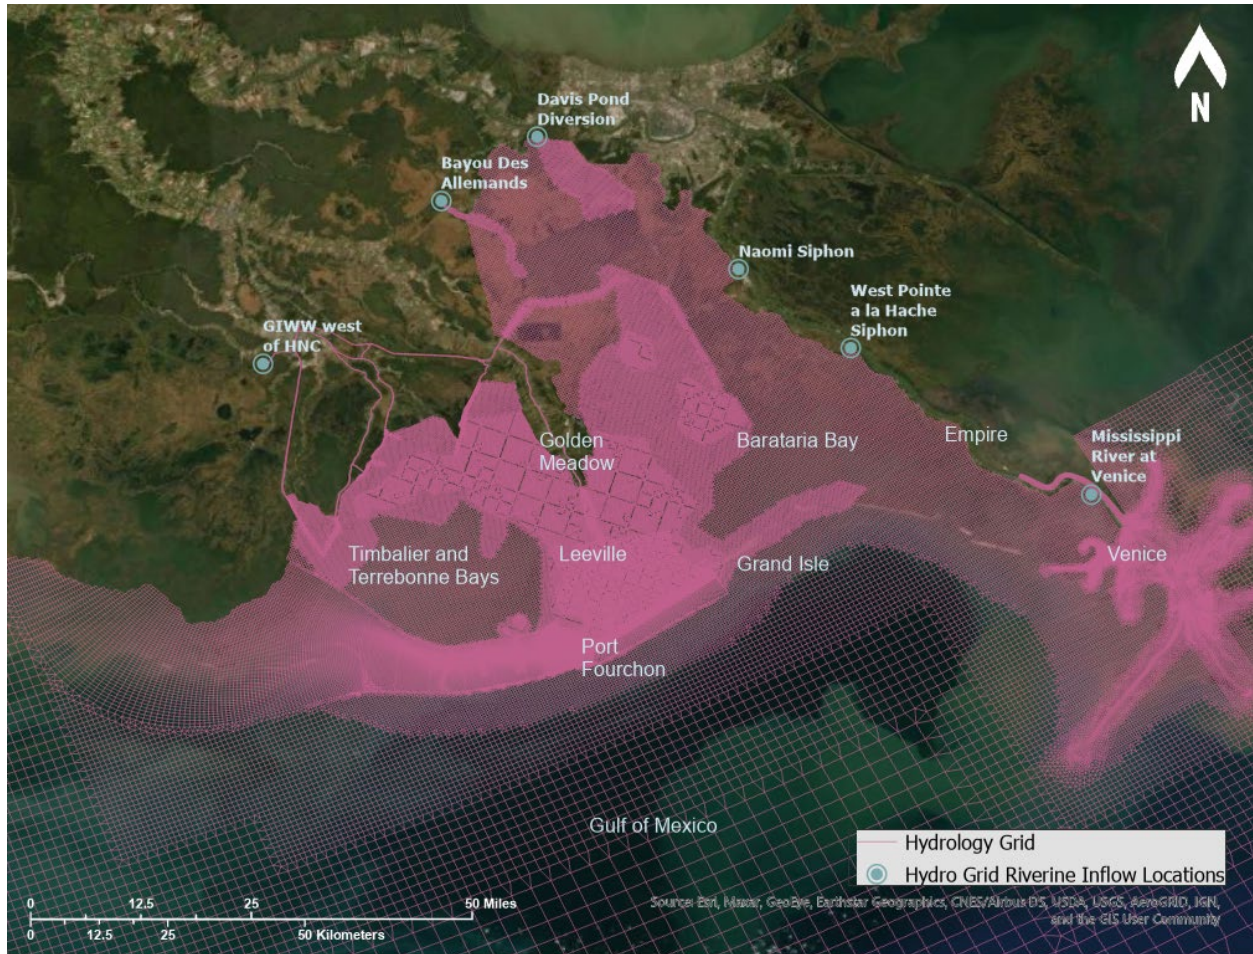 N
Davis Pond
Diversion
Bayou Des
Allemands
Naomi Siphon
West Pointe
a la Hache
Siphon
GIWW west
of HNC
Golden
Meadow
Barataria Bay
Empire
Mississippi
River at
Venice
Timbalier and
Terrebonne Bays
Leeville
Grand Isle
Venice
Port
Fourchon
Gulf of Mexico
Hydrology Grid
Hydro Grid Riverine Inflow Locations
0 12.5 25 50 Miles
0 12.5 25 50 Kilometers
Source: Esri, Maxar, GeoEye, Earthstar Geographics, CNES/Airbus DS, USDA, USGS, AeroGRID, IGN,
and the GIS User Community